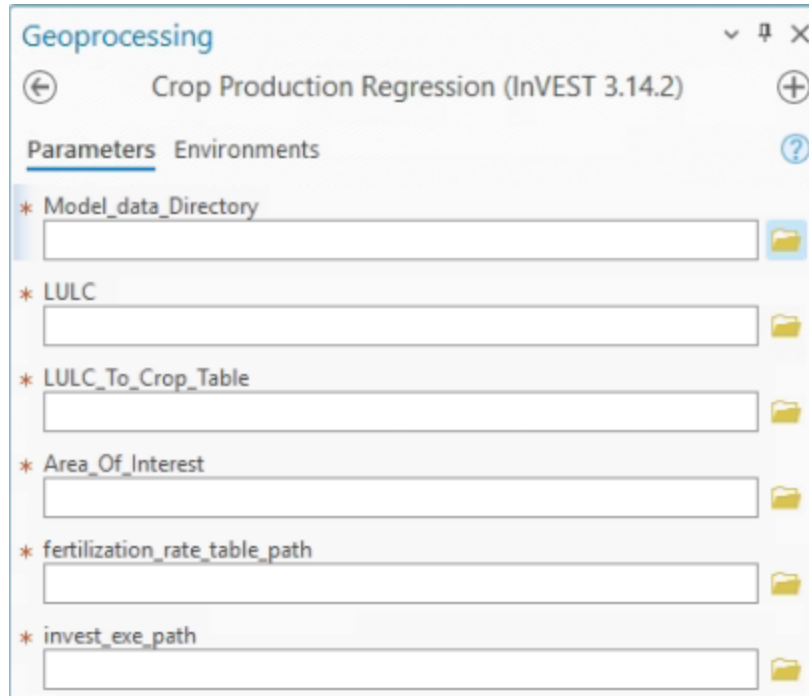 Geoprocessing
Crop Production Regression (InVEST 3.14.2)
Parameters Environments
* Model_data_Directory
* LULC
* LULC_To_Crop_Table
* Area_Of_Interest
* fertilization_rate_table_path
* invest_exe_path